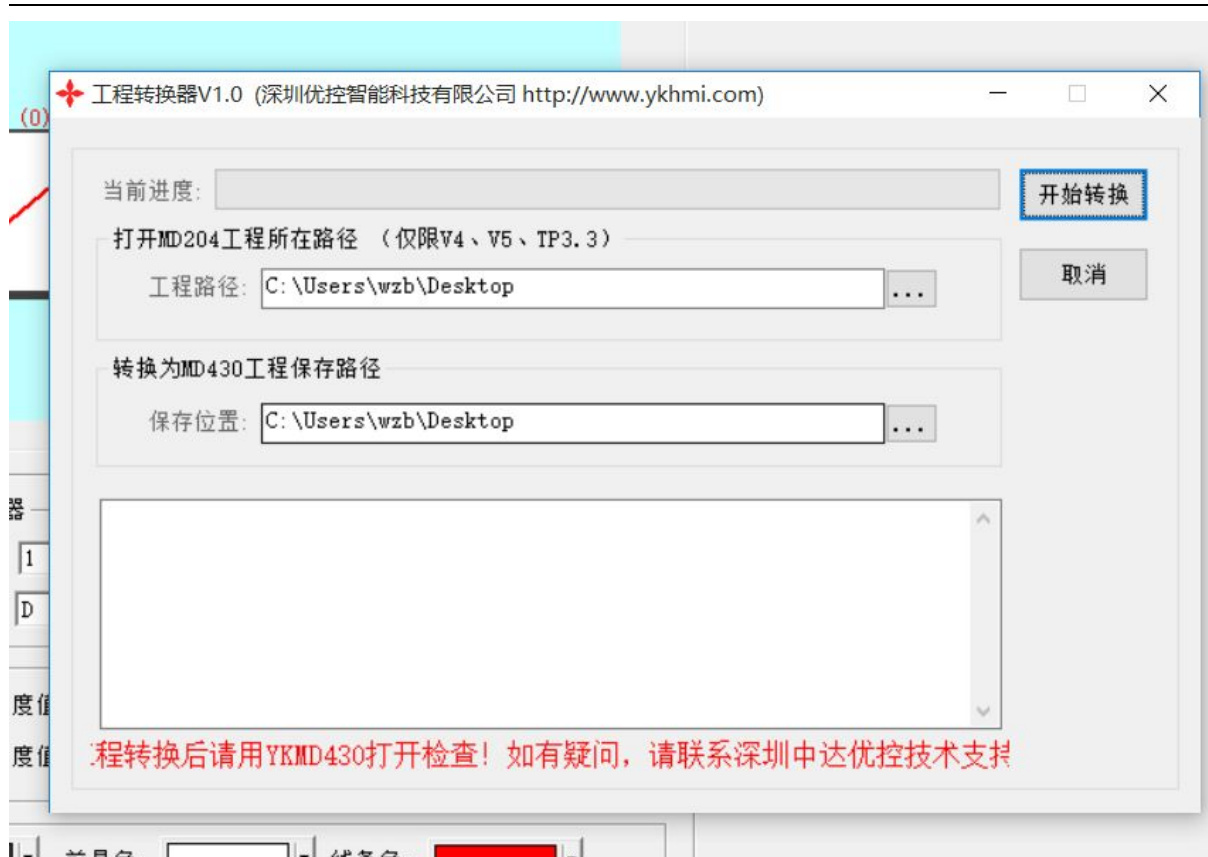 (0)
工程转换器V1.0 (深圳优控智能科技有限公司 http://www.ykhmi.com)
当前进度:
开始转换
打开MD204工程所在路径 (仅限V4、V5、TP3.3)
工程路径: C:\Users\wzb\Desktop ...
取消
转换为MD430工程保存路径
保存位置: C:\Users\wzb\Desktop ...
器
1
D
度值
度值
程转换后请用YKMD430打开检查! 如有疑问, 请联系深圳中达优控技术支持